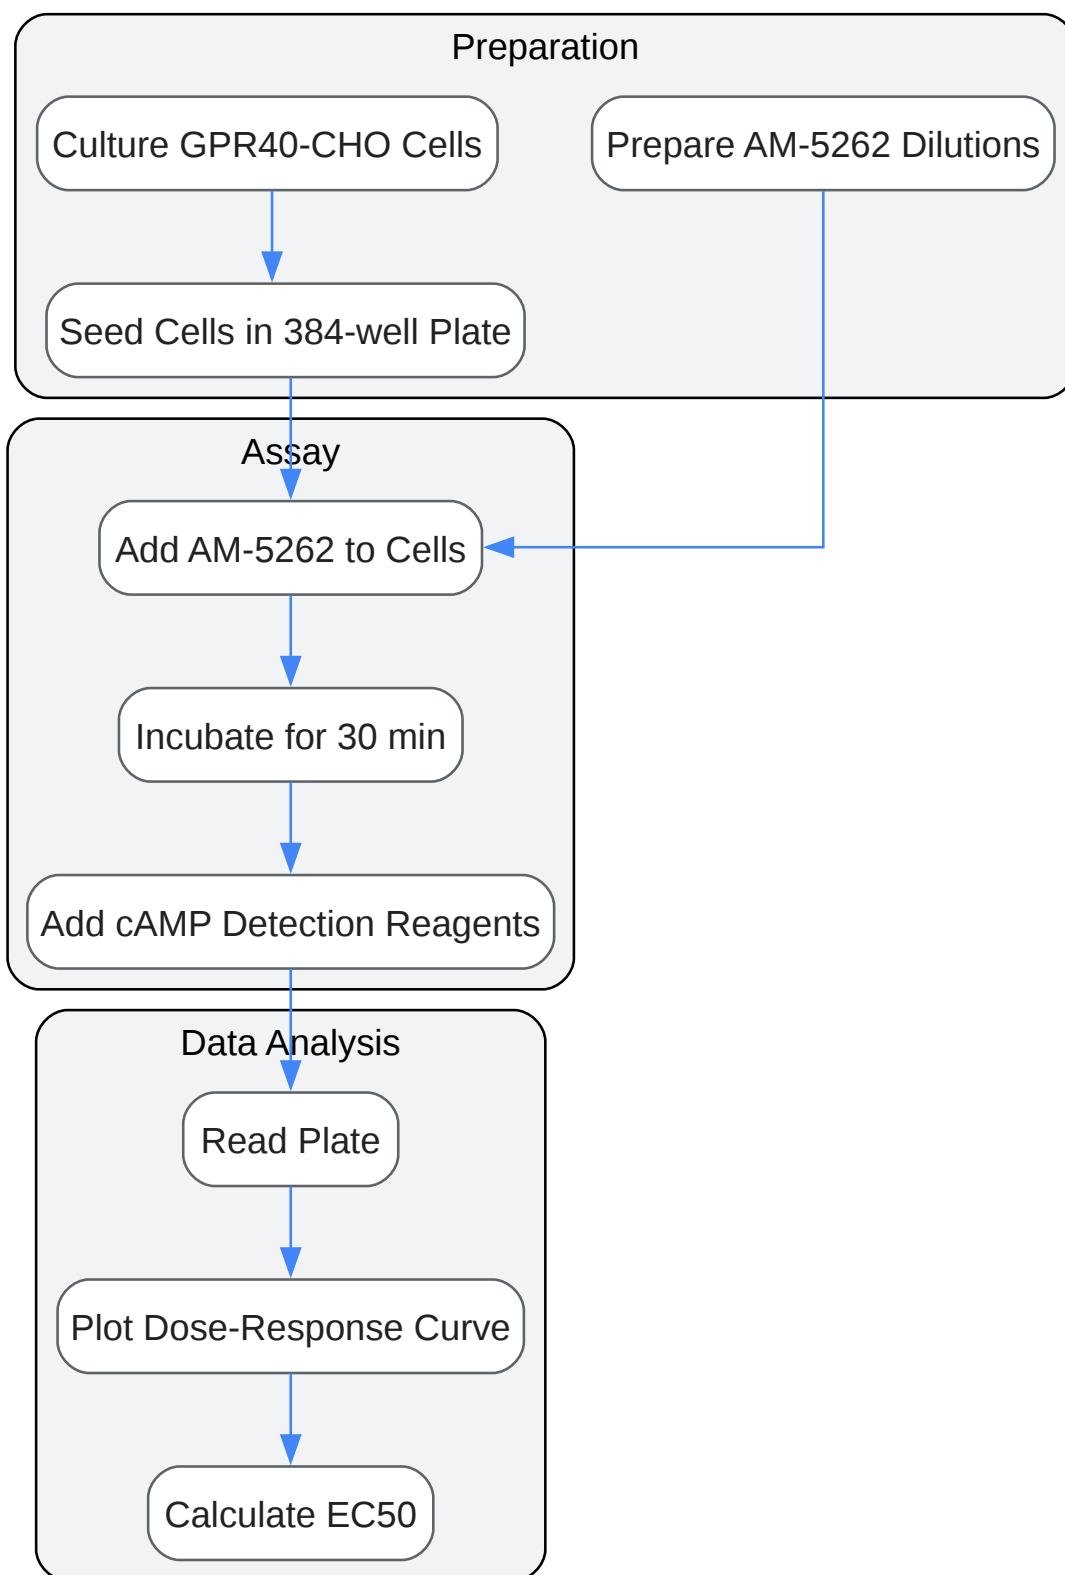 Preparation
Culture GPR40-CHO Cells
Prepare AM-5262 Dilutions
Seed Cells in 384-well Plate
Assay
Add AM-5262 to Cells
Incubate for 30 min
Add cAMP Detection Reagents
Data Analysis
Read Plate
Plot Dose-Response Curve
Calculate EC50